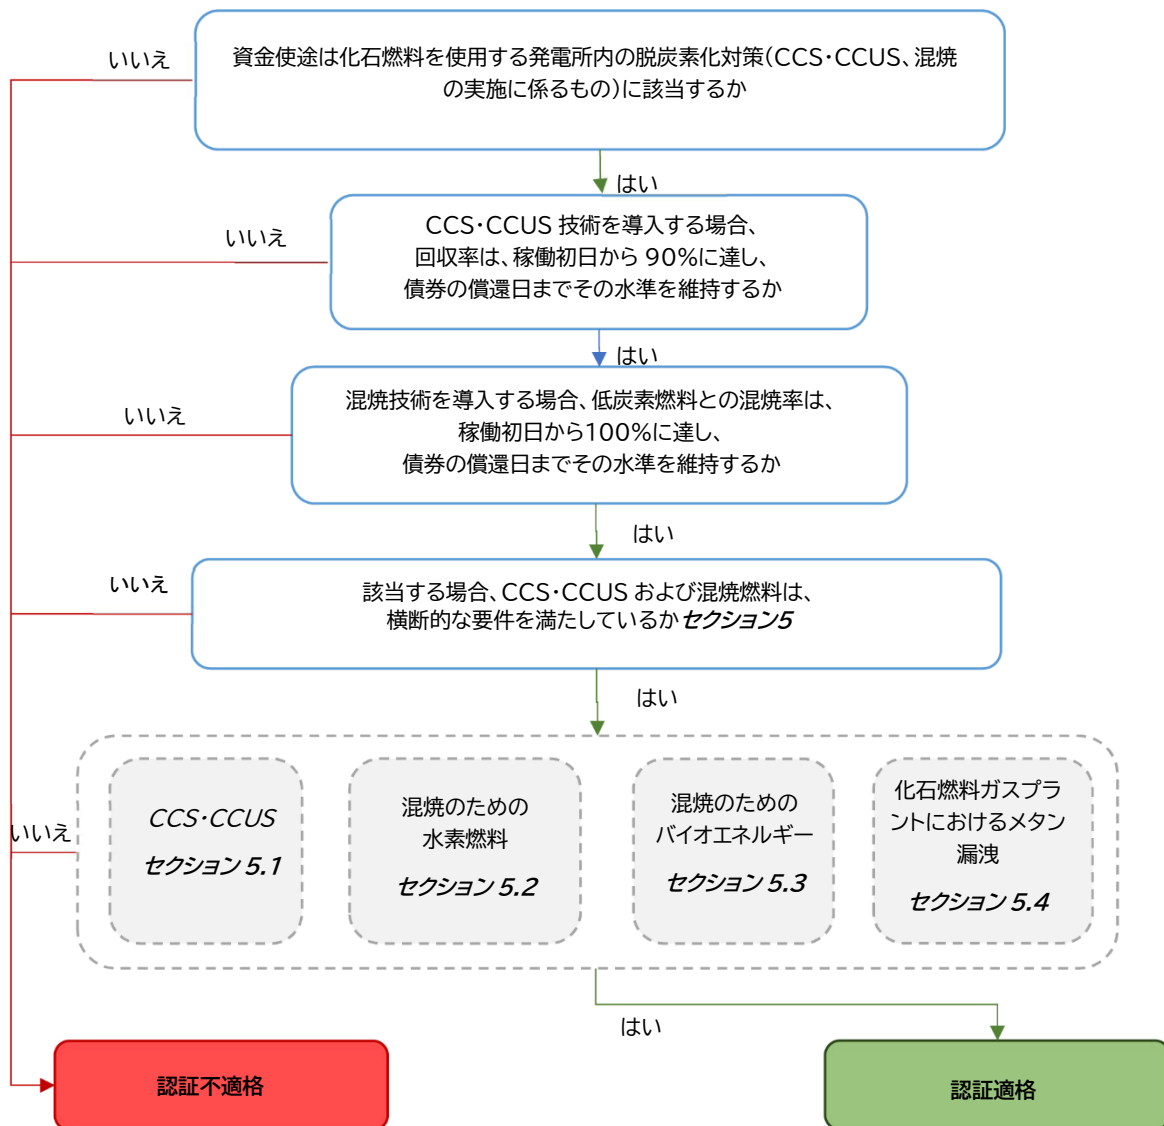 いいえ
資金使途は化石燃料を使用する発電所内の脱炭素化対策(CCS・CCUS、混焼
の実施に係るもの)に該当するか
はい
いいえ
CCS・CCUS 技術を導入する場合、
回収率は、稼働初日から 90%に達し、
債券の償還日までその水準を維持するか
はい
いいえ
混焼技術を導入する場合、低炭素燃料との混焼率は、
稼働初日から100%に達し、
債券の償還日までその水準を維持するか
はい
いいえ
該当する場合、CCS・CCUS および混焼燃料は、
横断的な要件を満たしているかセクション5
はい
いいえ
CCS・CCUS
セクション 5.1
混焼のための
水素燃料
セクション 5.2
混焼のための
バイオエネルギー
セクション 5.3
化石燃料ガスプラ
ントにおけるメタン
漏洩
セクション 5.4
はい
認証不適格
認証適格